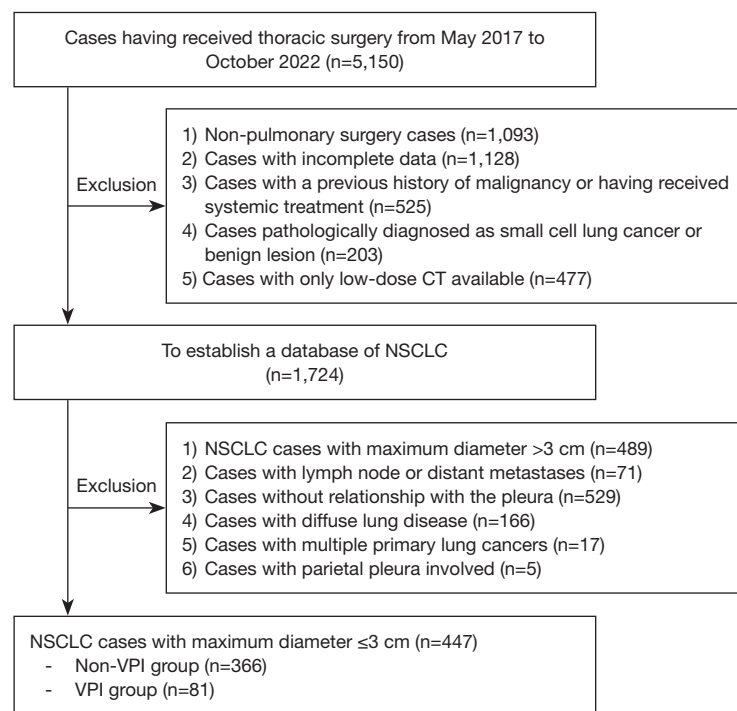 Cases having received thoracic surgery from May 2017 to
October 2022 (n=5,150)
Exclusion
1) Non-pulmonary surgery cases (n=1,093)
2) Cases with incomplete data (n=1,128)
3) Cases with a previous history of malignancy or having received
systemic treatment (n=525)
4) Cases pathologically diagnosed as small cell lung cancer or
benign lesion (n=203)
5) Cases with only low-dose CT available (n=477)
To establish a database of NSCLC
(n=1,724)
Exclusion
1) NSCLC cases with maximum diameter >3 cm (n=489)
2) Cases with lymph node or distant metastases (n=71)
3) Cases without relationship with the pleura (n=529)
4) Cases with diffuse lung disease (n=166)
5) Cases with multiple primary lung cancers (n=17)
6) Cases with parietal pleura involved (n=5)
NSCLC cases with maximum diameter ≤3 cm (n=447)
- Non-VPI group (n=366)
- VPI group (n=81)